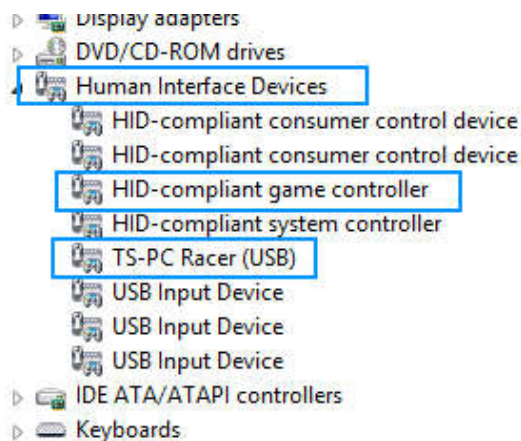 Display adapters
DVD/CD-ROM drives
Human Interface Devices
HID-compliant consumer control device
HID-compliant consumer control device
HID-compliant game controller
HID-compliant system controller
TS-PC Racer (USB)
USB Input Device
USB Input Device
USB Input Device
IDE ATA/ATAPI controllers
Keyboards